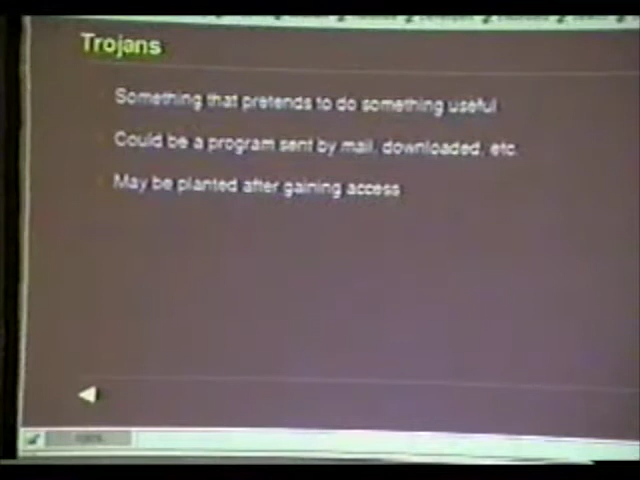 Trojans
Something that pretends to do something useful
Could be a program sent by mail, downloaded, etc.
May be planted after gaining access